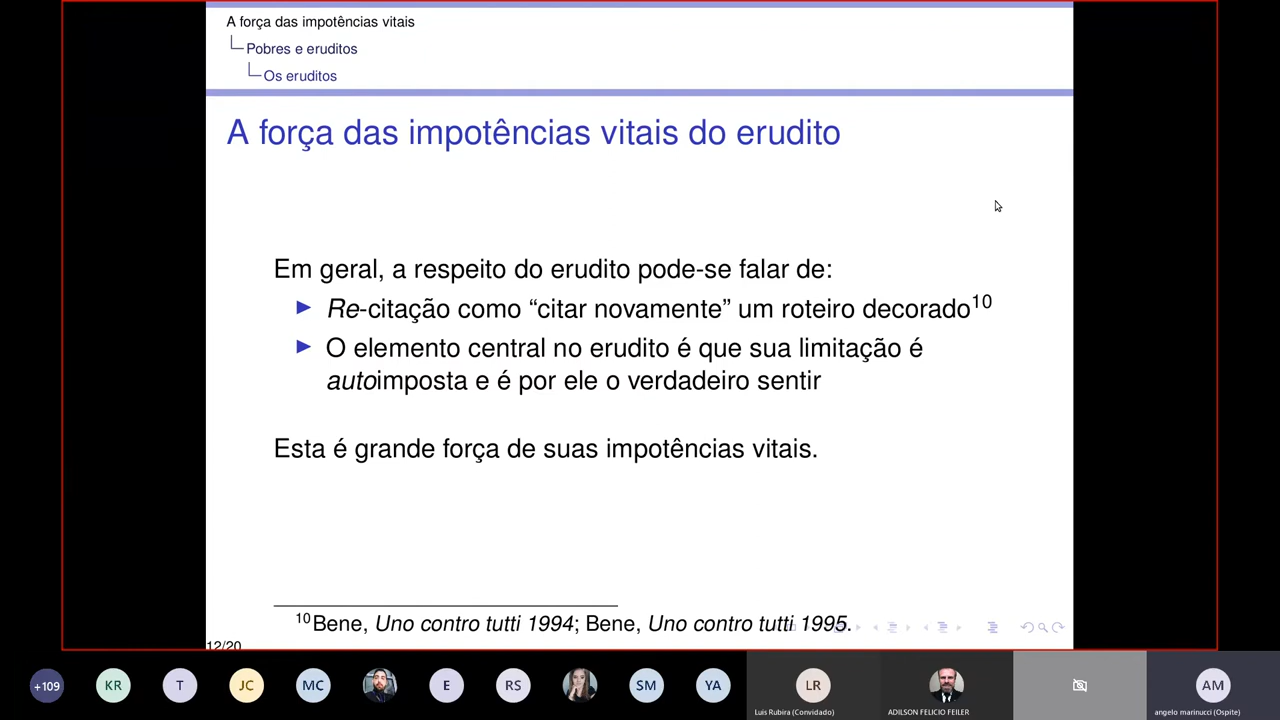 A força das impotências vitais
Pobres e eruditos
Os eruditos
A força das impotências vitais do erudito
Em geral, a respeito do erudito pode-se falar de:
Re-citação como “citar novamente” um roteiro decorado10
O elemento central no erudito é que sua limitação é
autoimposta e é por ele o verdadeiro sentir
Esta é grande força de suas impotências vitais.
10Bene, Uno contro tutti 1994; Bene, Uno contro tutti 1995.
12/20
+109 KR T JC MC E RS SM YA LR AM
Luis Rubira (Convidado) ADILSON FELICIO FEILER angelo marinucci (Ospite)